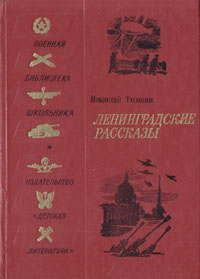 ВОЕННАЯ
БИБЛИОТЕКА
ШКОЛЬНИКА
ИЗДАТЕЛЬСТВО
«ДЕТСКАЯ
ЛИТЕРАТУРА»
Николай Тихонов
ЛЕНИНГРАДСКИЕ
РАССКАЗЫ